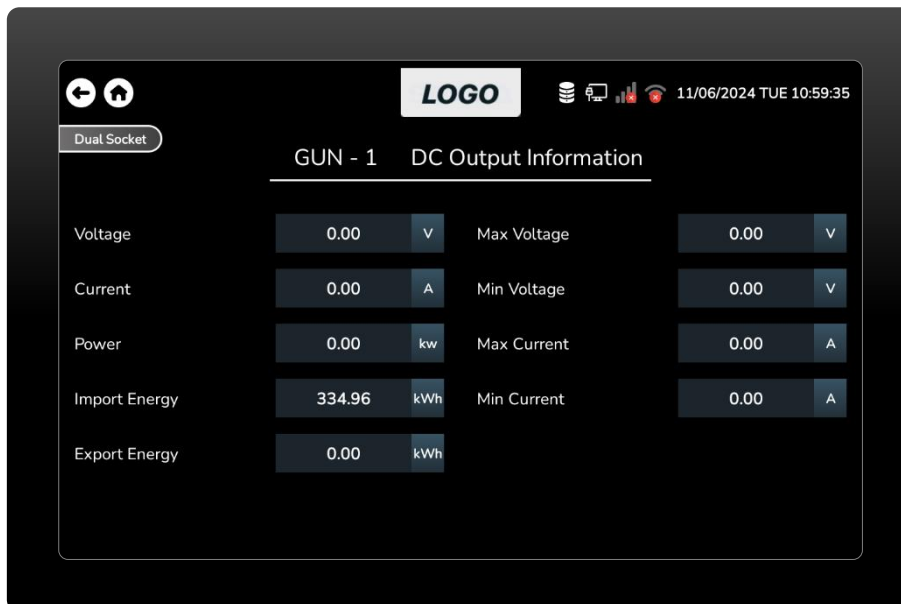 LOGO
11/06/2024 TUE 10:59:35
Dual Socket
GUN - 1 DC Output Information
Voltage 0.00 V Max Voltage 0.00 V
Current 0.00 A Min Voltage 0.00 V
Power 0.00 kw Max Current 0.00 A
Import Energy 334.96 kWh Min Current 0.00 A
Export Energy 0.00 kWh